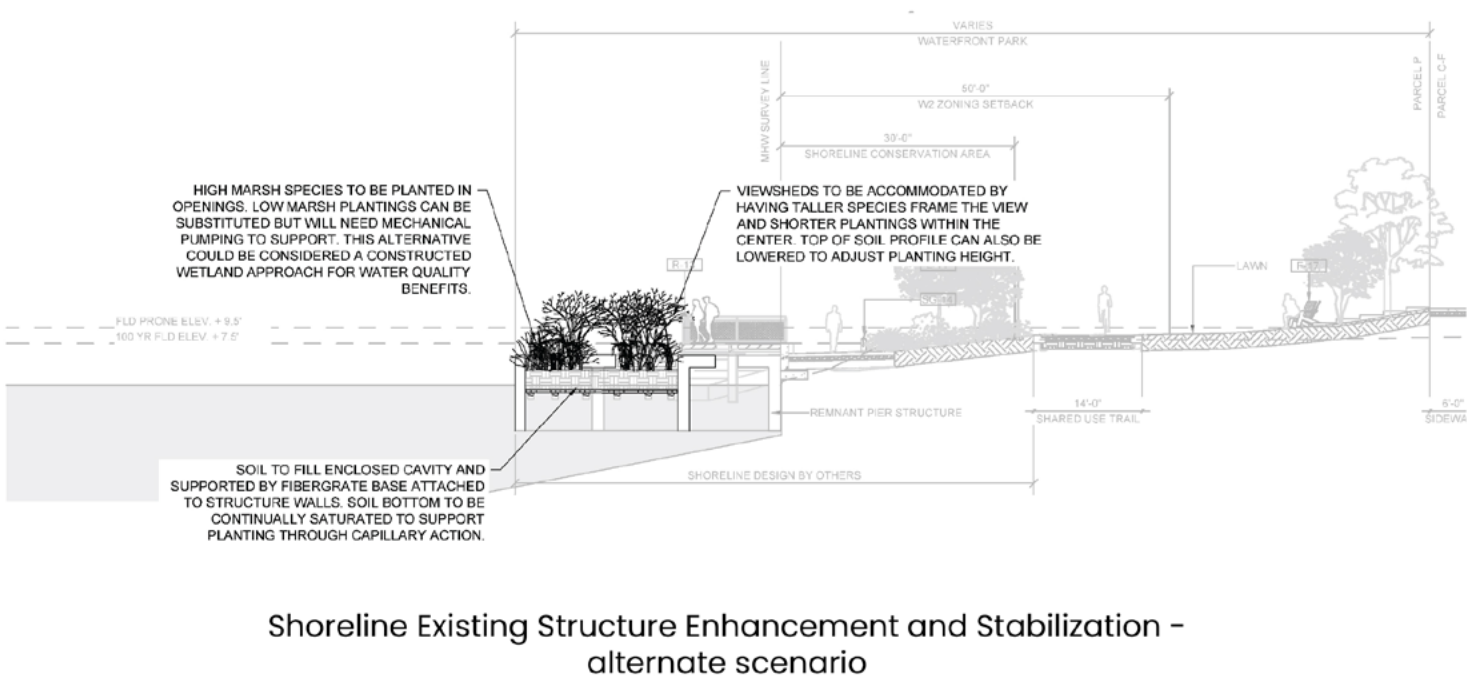 VARIES
WATERFRONT PARK
MHW SURVEY LINE
PARCEL P
PARCEL C-F
50'-0"
W2 ZONING SETBACK
30'-0"
SHORELINE CONSERVATION AREA
HIGH MARSH SPECIES TO BE PLANTED IN
OPENINGS. LOW MARSH PLANTINGS CAN BE
SUBSTITUTED BUT WILL NEED MECHANICAL
PUMPING TO SUPPORT. THIS ALTERNATIVE
COULD BE CONSIDERED A CONSTRUCTED
WETLAND APPROACH FOR WATER QUALITY
BENEFITS.
VIEWSHEDS TO BE ACCOMMODATED BY
HAVING TALLER SPECIES FRAME THE VIEW
AND SHORTER PLANTINGS WITHIN THE
CENTER. TOP OF SOIL PROFILE CAN ALSO BE
LOWERED TO ADJUST PLANTING HEIGHT.
LAWN
FLD PRONE ELEV. + 9.5'
100 YR FLD ELEV. + 7.5'
REMNANT PIER STRUCTURE
14'-0"
SHARED USE TRAIL
6'-0"
SIDEWA
SHORELINE DESIGN BY OTHERS
SOIL TO FILL ENCLOSED CAVITY AND
SUPPORTED BY FIBERGRATE BASE ATTACHED
TO STRUCTURE WALLS. SOIL BOTTOM TO BE
CONTINUALLY SATURATED TO SUPPORT
PLANTING THROUGH CAPILLARY ACTION.
Shoreline Existing Structure Enhancement and Stabilization -
alternate scenario